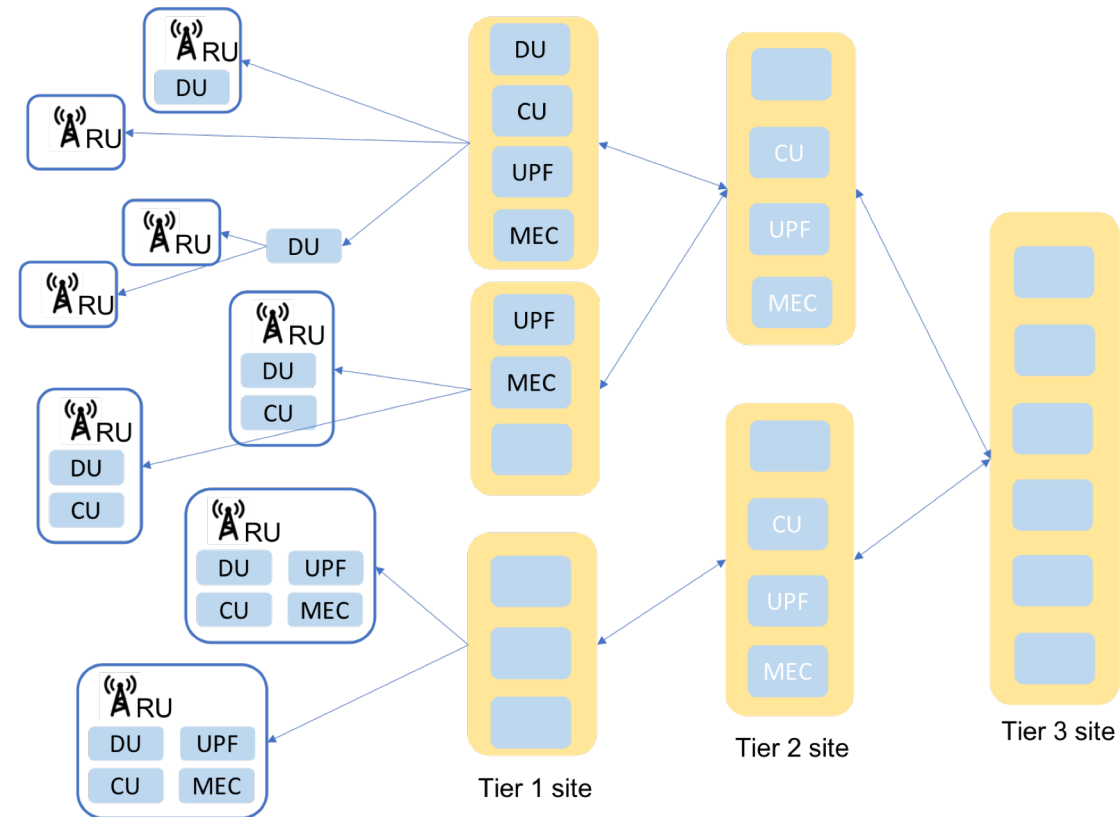 RU
DU
RU
RU
DU
RU
RU
DU
CU
RU
DU
CU
RU
DU UPF
CU MEC
RU
DU UPF
CU MEC
DU
CU
UPF
MEC
UPF
MEC
Tier 1 site
CU
UPF
MEC
CU
UPF
MEC
Tier 2 site
Tier 3 site